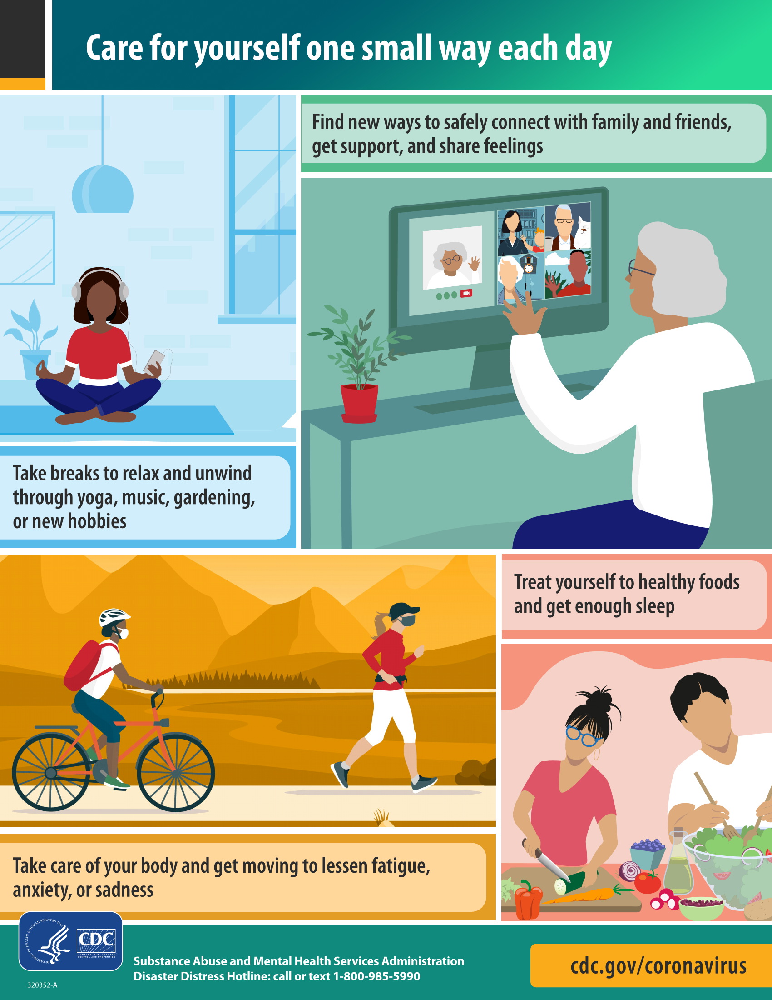 Care for yourself one small way each day
Find new ways to safely connect with family and friends,
get support, and share feelings
Take breaks to relax and unwind
through yoga, music, gardening,
or new hobbies
Treat yourself to healthy foods
and get enough sleep
Take care of your body and get moving to lessen fatigue,
anxiety, or sadness
DEPARTMENT OF HEALTH & HUMAN SERVICES·USA
CDC
CENTERS FOR DISEASE
CONTROL AND PREVENTION
Substance Abuse and Mental Health Services Administration
Disaster Distress Hotline: call or text 1-800-985-5990
cdc.gov/coronavirus
320352-A